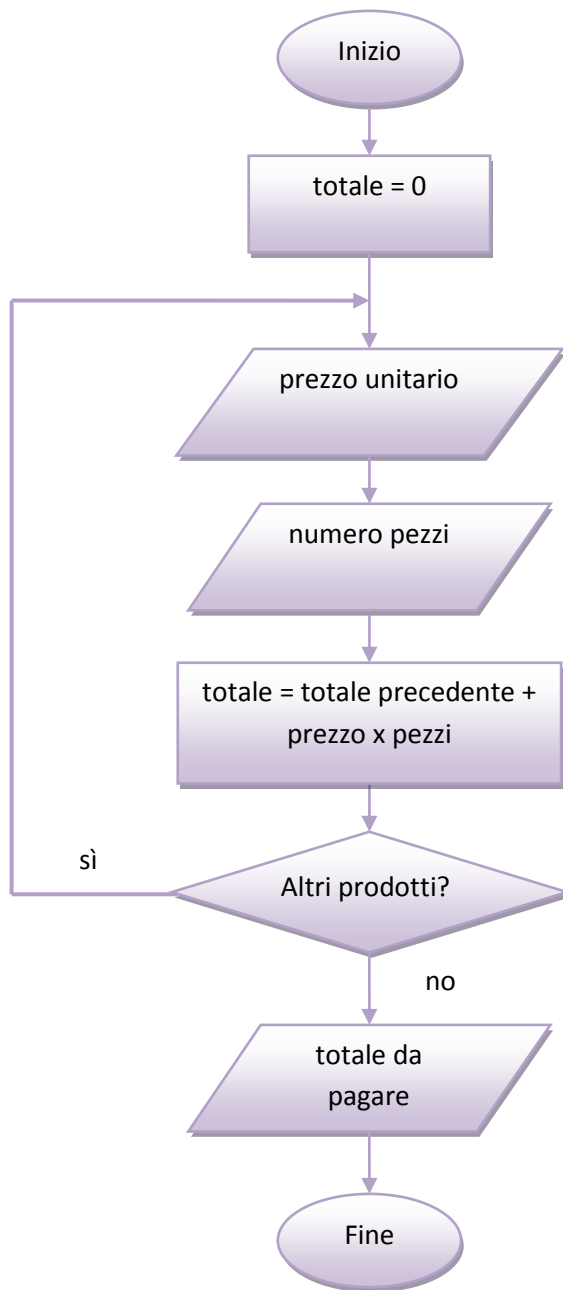 Inizio
totale = 0
prezzo unitario
numero pezzi
totale = totale precedente +
prezzo x pezzi
sì
Altri prodotti?
no
totale da
pagare
Fine